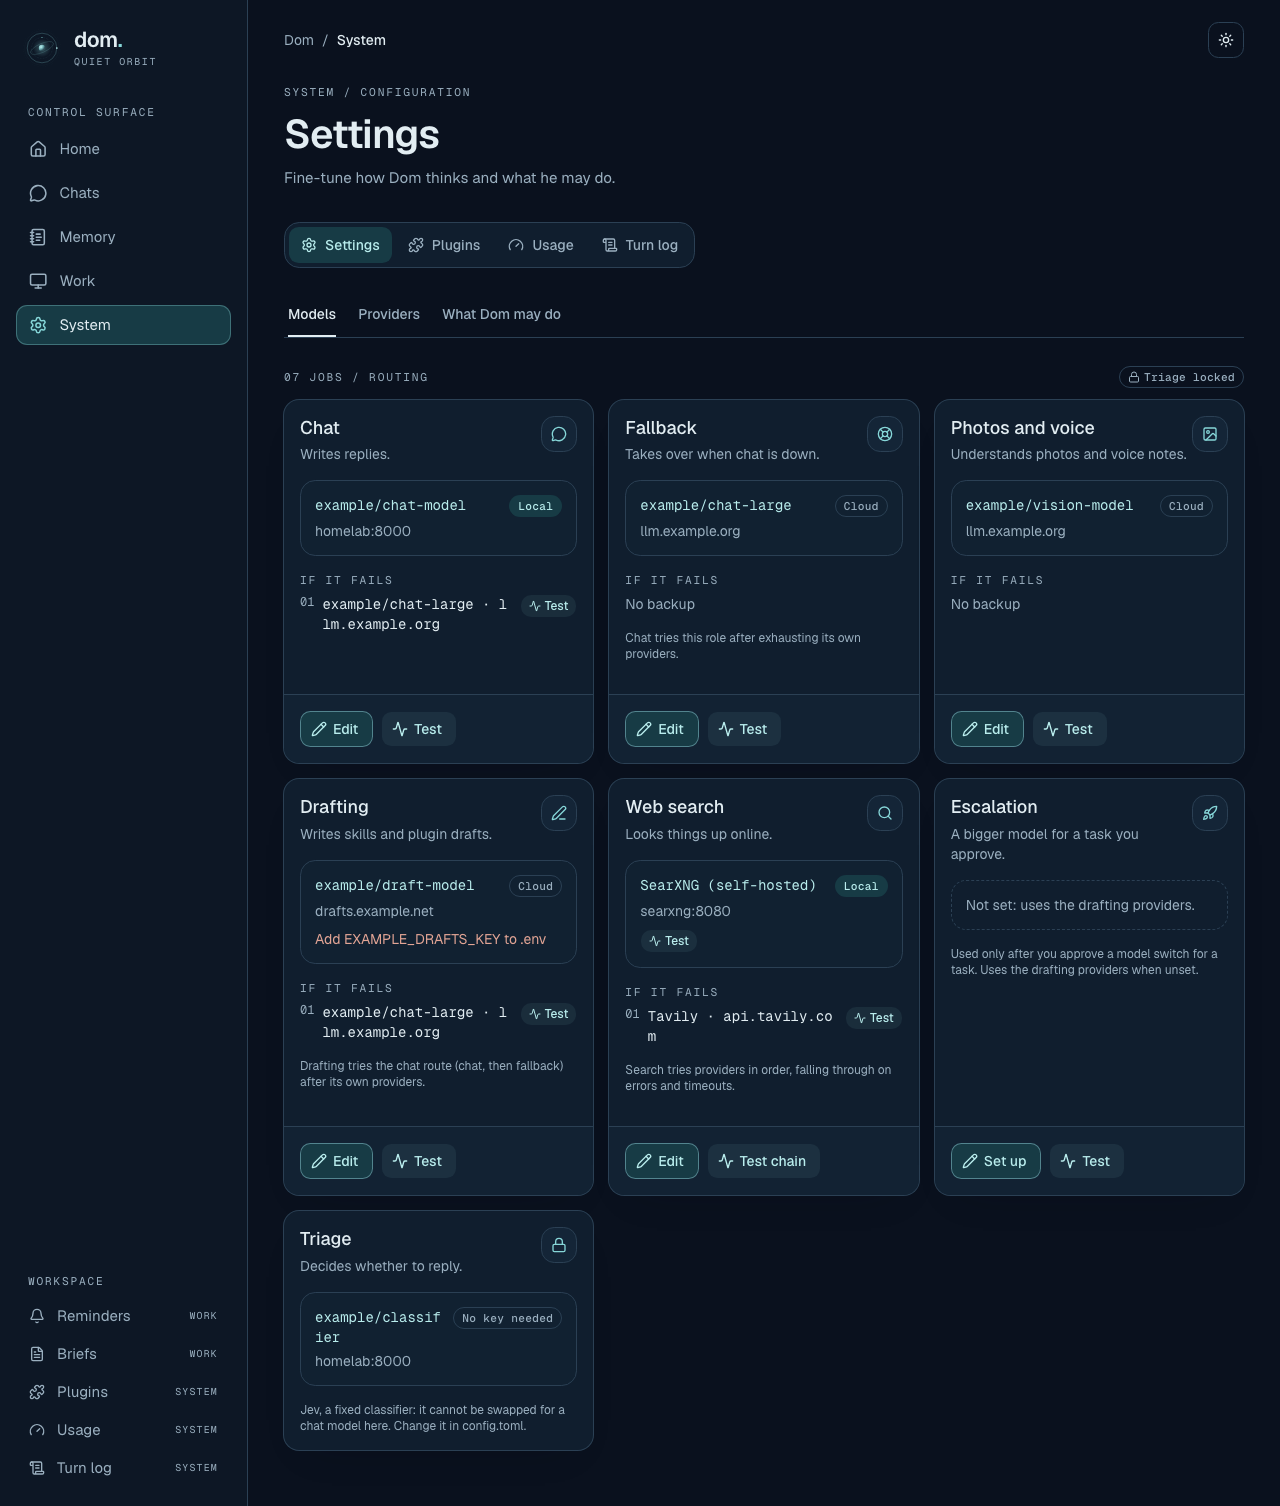 dom.
QUIET ORBIT
CONTROL SURFACE
Home
Chats
Memory
Work
System
WORKSPACE
Reminders WORK
Briefs WORK
Plugins SYSTEM
Usage SYSTEM
Turn log SYSTEM
Dom / System
SYSTEM / CONFIGURATION
Settings
Fine-tune how Dom thinks and what he may do.
Settings Plugins Usage Turn log
Models Providers What Dom may do
07 JOBS / ROUTING
Triage locked
Chat
Writes replies.
example/chat-model Local
homelab:8000
IF IT FAILS
01 example/chat-large · l
lm.example.org
Test
Edit Test
Fallback
Takes over when chat is down.
example/chat-large Cloud
llm.example.org
IF IT FAILS
No backup
Chat tries this role after exhausting its own
providers.
Edit Test
Photos and voice
Understands photos and voice notes.
example/vision-model Cloud
llm.example.org
IF IT FAILS
No backup
Edit Test
Drafting
Writes skills and plugin drafts.
example/draft-model Cloud
drafts.example.net
Add EXAMPLE_DRAFTS_KEY to .env
IF IT FAILS
01 example/chat-large · l
lm.example.org
Test
Drafting tries the chat route (chat, then fallback)
after its own providers.
Edit Test
Web search
Looks things up online.
SearXNG (self-hosted) Local
searxng:8080
Test
IF IT FAILS
01 Tavily · api.tavily.co
m
Test
Search tries providers in order, falling through on
errors and timeouts.
Edit Test chain
Escalation
A bigger model for a task you
approve.
Not set: uses the drafting providers.
Used only after you approve a model switch for a
task. Uses the drafting providers when unset.
Set up Test
Triage
Decides whether to reply.
example/classif
ier
No key needed
homelab:8000
Jev, a fixed classifier: it cannot be swapped for a
chat model here. Change it in config.toml.